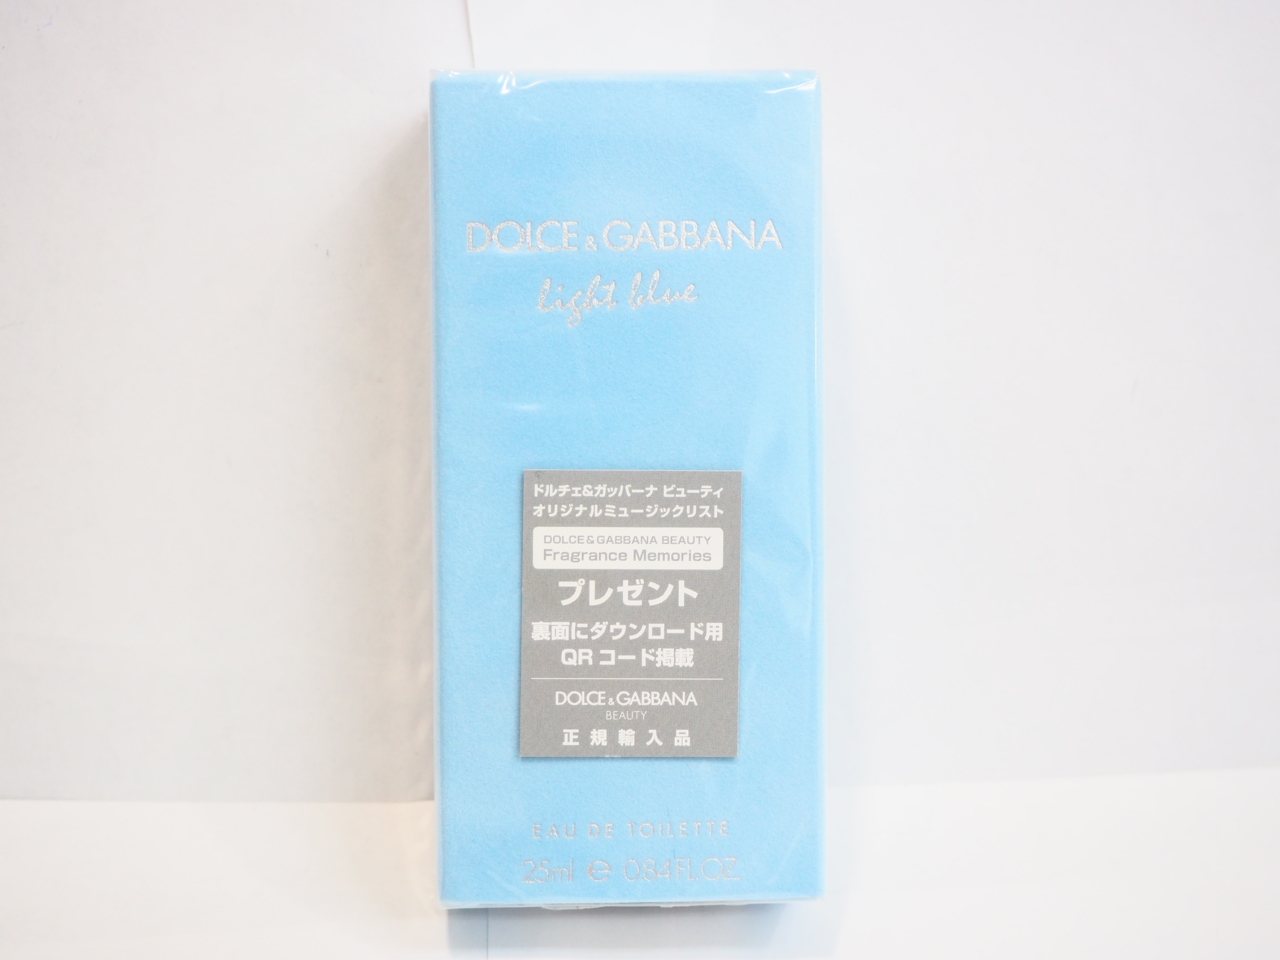 DOLCE & GABBANA
light blue
ドルチェ&ガッバーナ ビューティ
オリジナルミュージックリスト
DOLCE & GABBANA BEAUTY
Fragrance Memories
プレゼント
裏面にダウンロード用
QR コード掲載
DOLCE & GABBANA
BEAUTY
正規輸入品
EAU DE TOILETTE
25ml ℮ 0.84 FL.OZ.